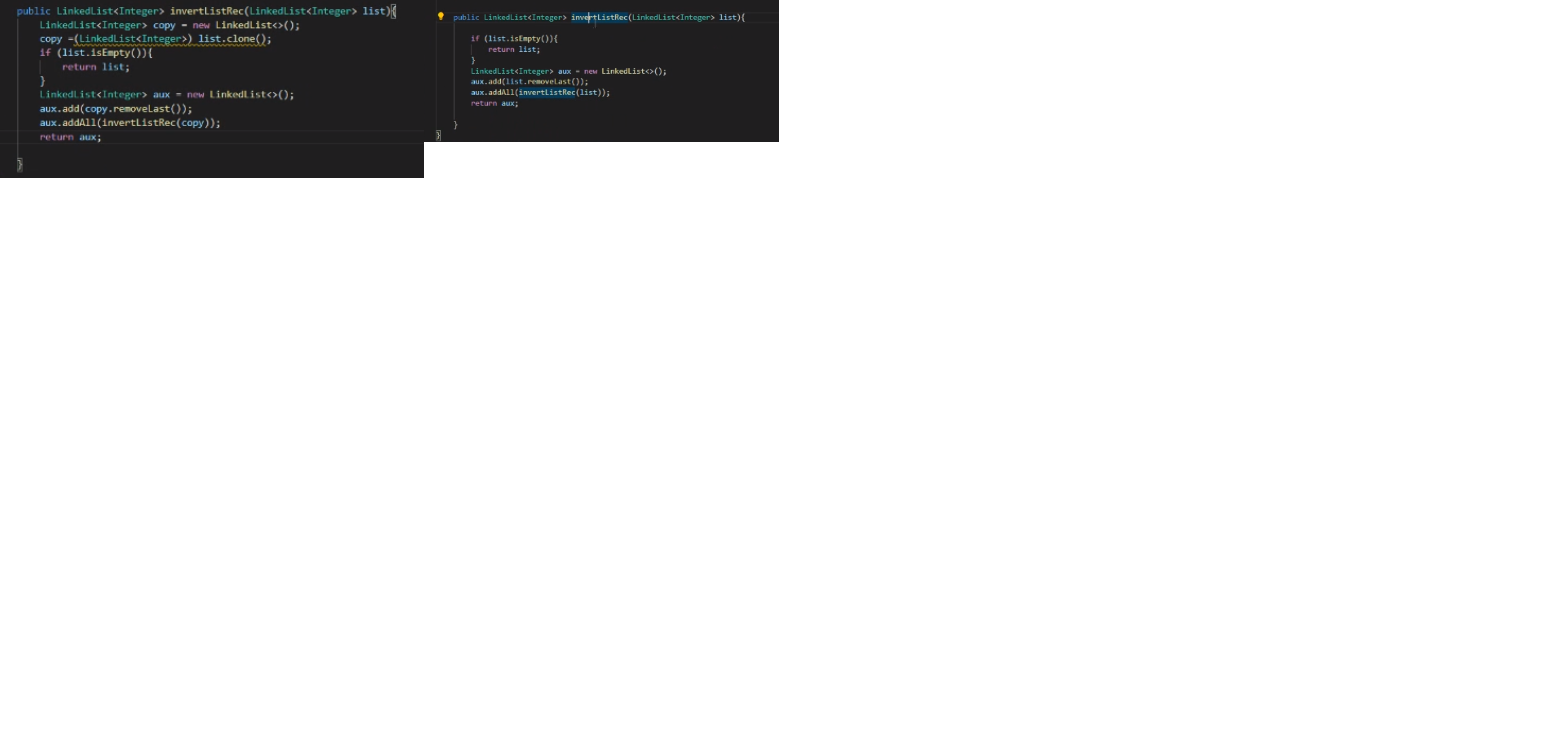 public LinkedList<Integer> invertListRec(LinkedList<Integer> list){
LinkedList<Integer> copy = new LinkedList<>();
copy =(LinkedList<Integer>) list.clone();
if (list.isEmpty()){
return list;
}
LinkedList<Integer> aux = new LinkedList<>();
aux.add(copy.removeLast());
aux.addAll(invertListRec(copy));
return aux;
}
public LinkedList<Integer> invertListRec(LinkedList<Integer> list){
if (list.isEmpty()){
return list;
}
LinkedList<Integer> aux = new LinkedList<>();
aux.add(list.removeLast());
aux.addAll(invertListRec(list));
return aux;
}
}